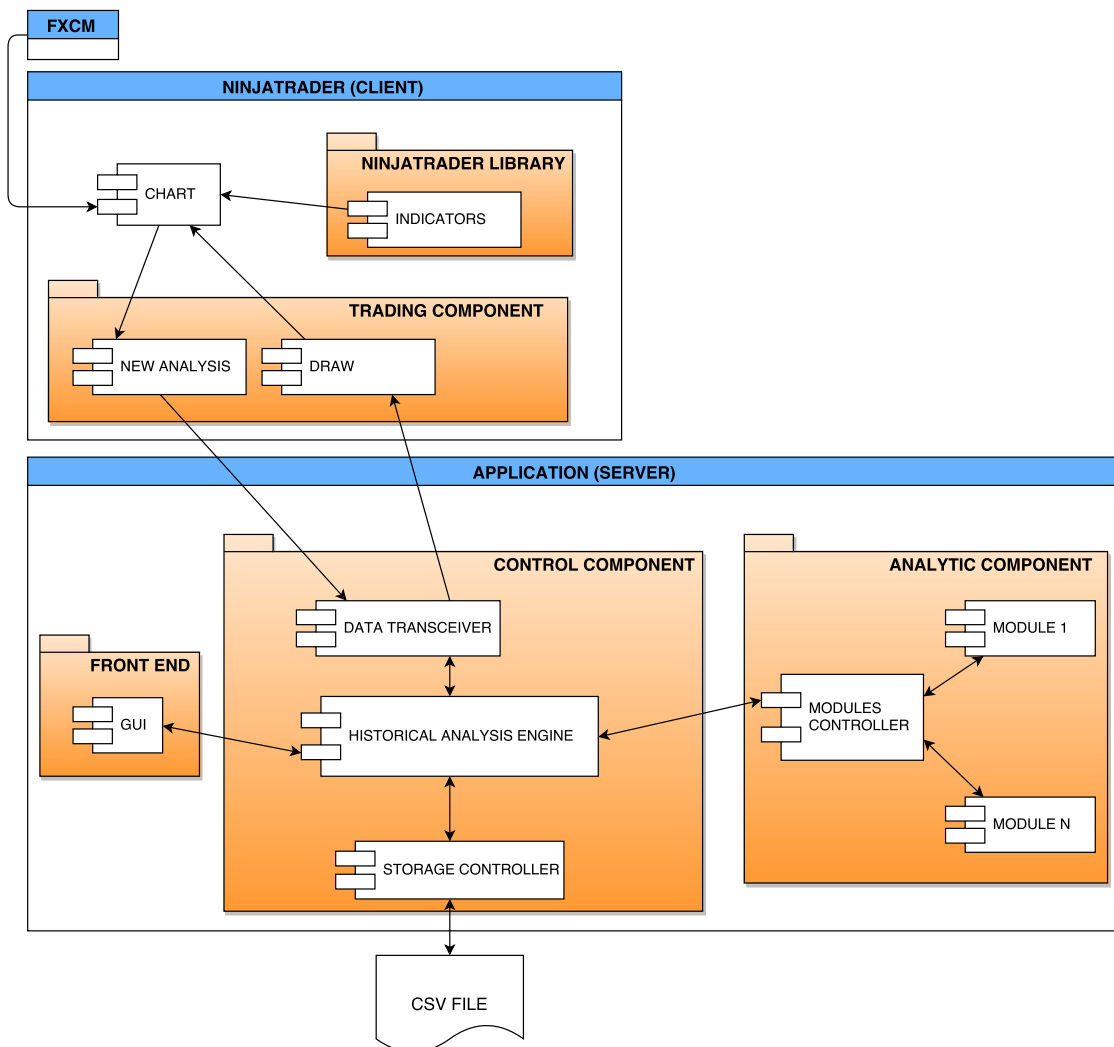 FXCM
NINJATRADER (CLIENT)
NINJATRADER LIBRARY
CHART
INDICATORS
TRADING COMPONENT
NEW ANALYSIS
DRAW
APPLICATION (SERVER)
CONTROL COMPONENT
ANALYTIC COMPONENT
DATA TRANSCEIVER
MODULE 1
FRONT END
GUI
HISTORICAL ANALYSIS ENGINE
MODULES
CONTROLLER
MODULE N
STORAGE CONTROLLER
CSV FILE